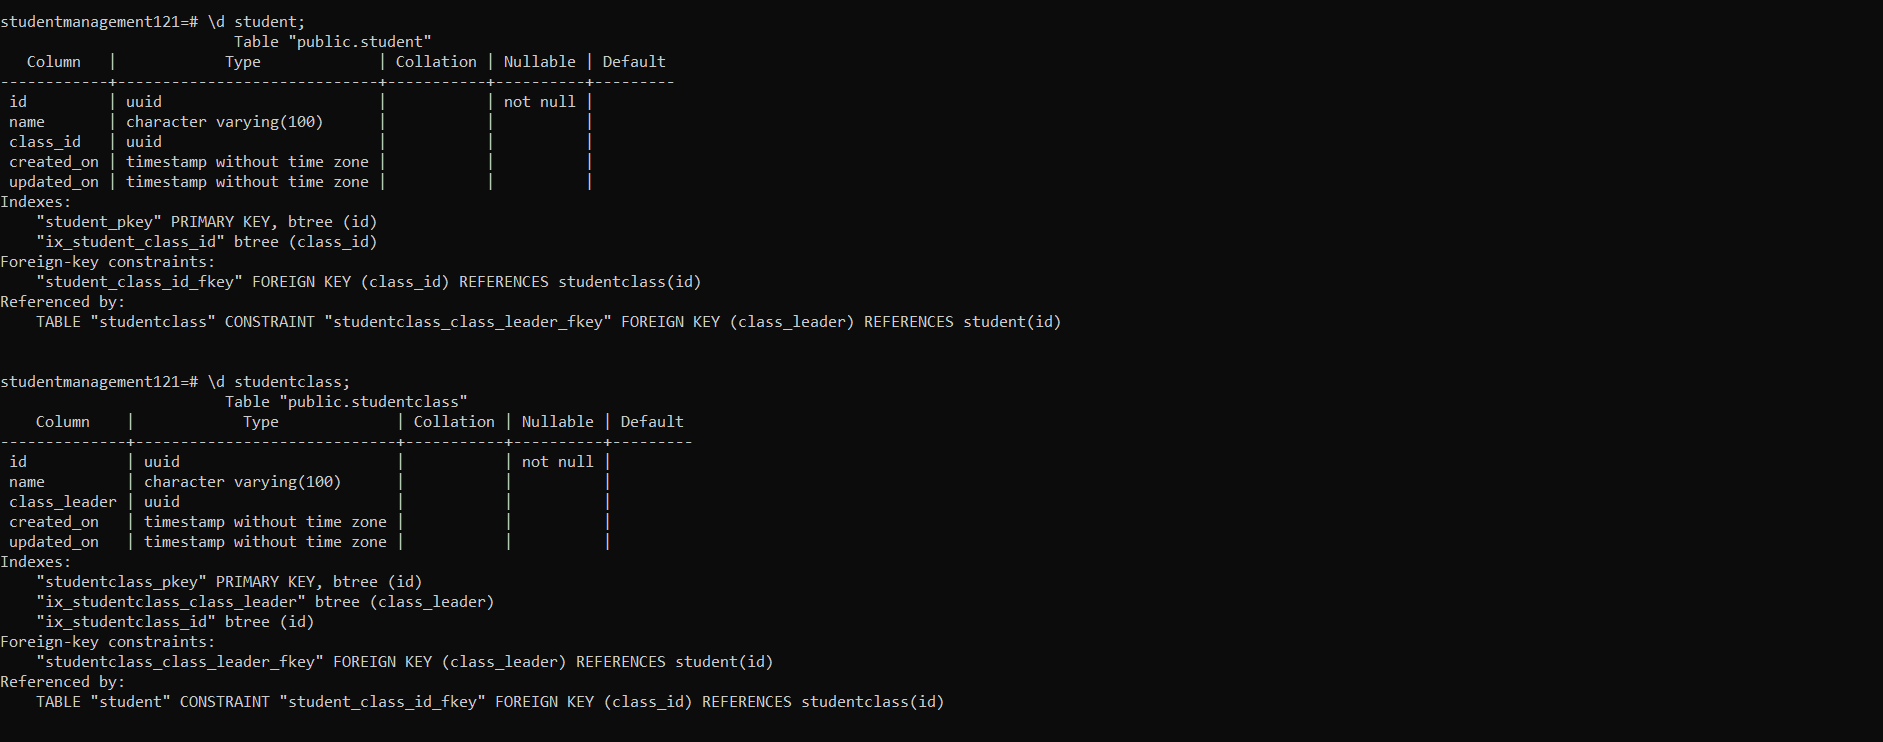 studentmanagement121=# \d student;
                          Table "public.student"
   Column   |            Type             | Collation | Nullable | Default
------------+-----------------------------+-----------+----------+---------
 id         | uuid                        |           | not null |
 name       | character varying(100)      |           |          |
 class_id   | uuid                        |           |          |
 created_on | timestamp without time zone |           |          |
 updated_on | timestamp without time zone |           |          |
Indexes:
    "student_pkey" PRIMARY KEY, btree (id)
    "ix_student_class_id" btree (class_id)
Foreign-key constraints:
    "student_class_id_fkey" FOREIGN KEY (class_id) REFERENCES studentclass(id)
Referenced by:
    TABLE "studentclass" CONSTRAINT "studentclass_class_leader_fkey" FOREIGN KEY (class_leader) REFERENCES student(id)
studentmanagement121=# \d studentclass;
                         Table "public.studentclass"
    Column    |            Type             | Collation | Nullable | Default
--------------+-----------------------------+-----------+----------+---------
 id           | uuid                        |           | not null |
 name         | character varying(100)      |           |          |
 class_leader | uuid                        |           |          |
 created_on   | timestamp without time zone |           |          |
 updated_on   | timestamp without time zone |           |          |
Indexes:
    "studentclass_pkey" PRIMARY KEY, btree (id)
    "ix_studentclass_class_leader" btree (class_leader)
    "ix_studentclass_id" btree (id)
Foreign-key constraints:
    "studentclass_class_leader_fkey" FOREIGN KEY (class_leader) REFERENCES student(id)
Referenced by:
    TABLE "student" CONSTRAINT "student_class_id_fkey" FOREIGN KEY (class_id) REFERENCES studentclass(id)